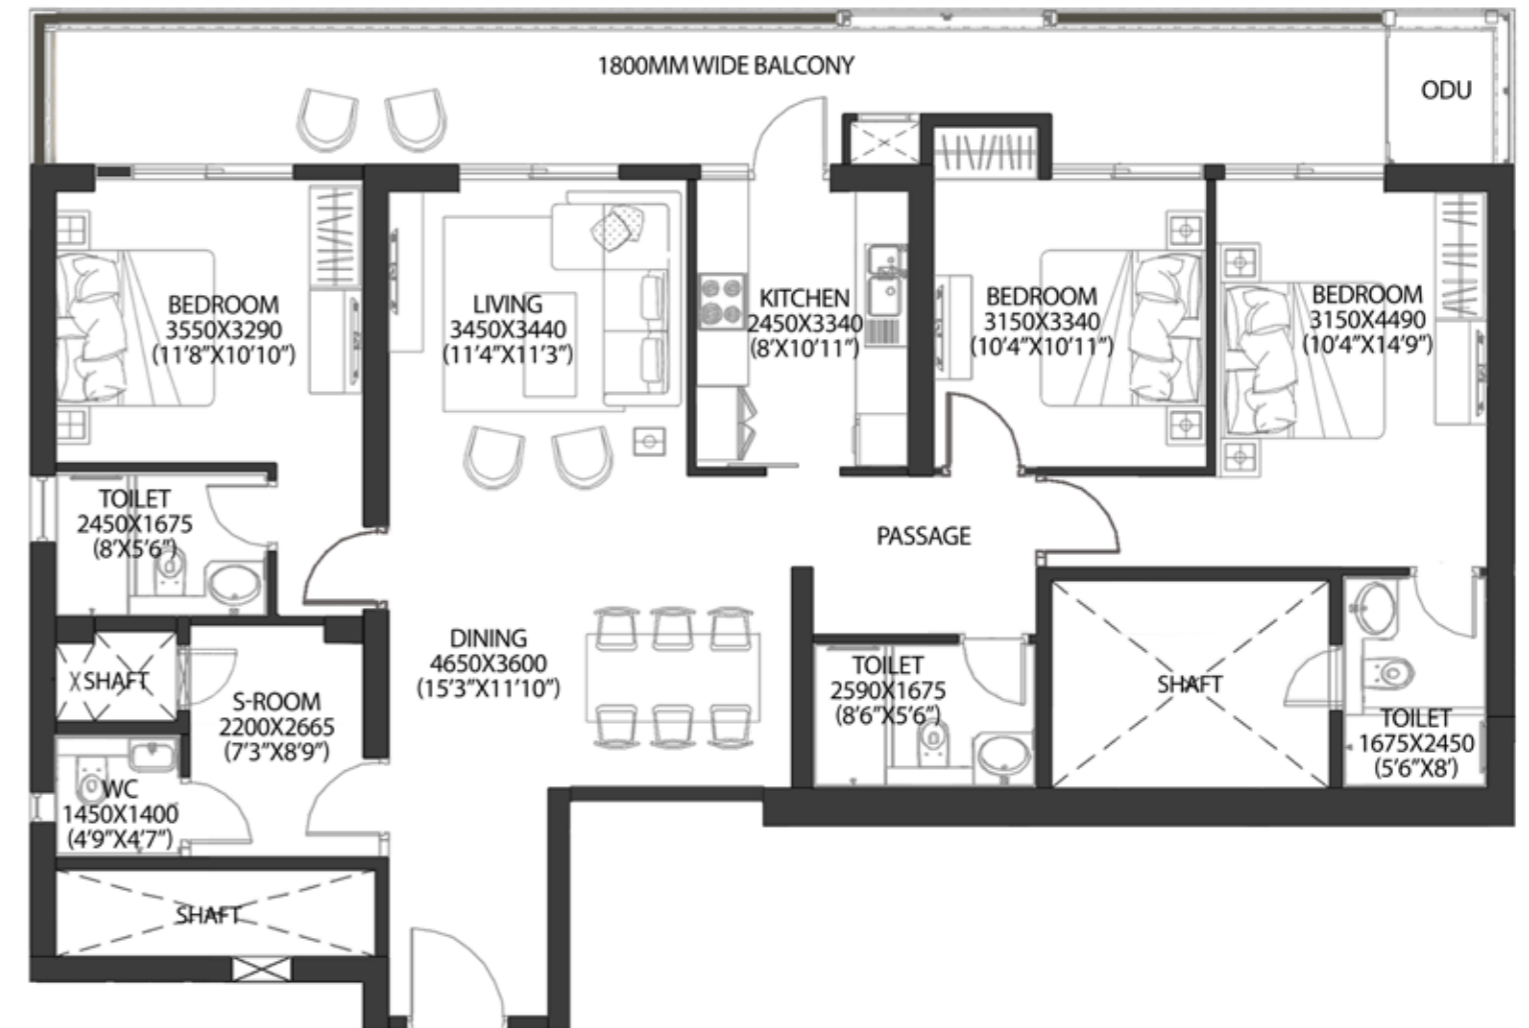 1800MM WIDE BALCONY
ODU
BEDROOM
3550X3290
(11'8"X10'10")
LIVING
3450X3440
(11'4"X11'3")
KITCHEN
2450X3340
(8'X10'11")
BEDROOM
3150X3340
(10'4"X10'11")
BEDROOM
3150X4490
(10'4"X14'9")
TOILET
2450X1675
(8'X5'6")
PASSAGE
DINING
4650X3600
(15'3"X11'10")
SHAFT
S-ROOM
2200X2665
(7'3"X8'9")
TOILET
2590X1675
(8'6"X5'6")
SHAFT
TOILET
1675X2450
(5'6"X8')
WC
1450X1400
(4'9"X4'7")
SHAFT